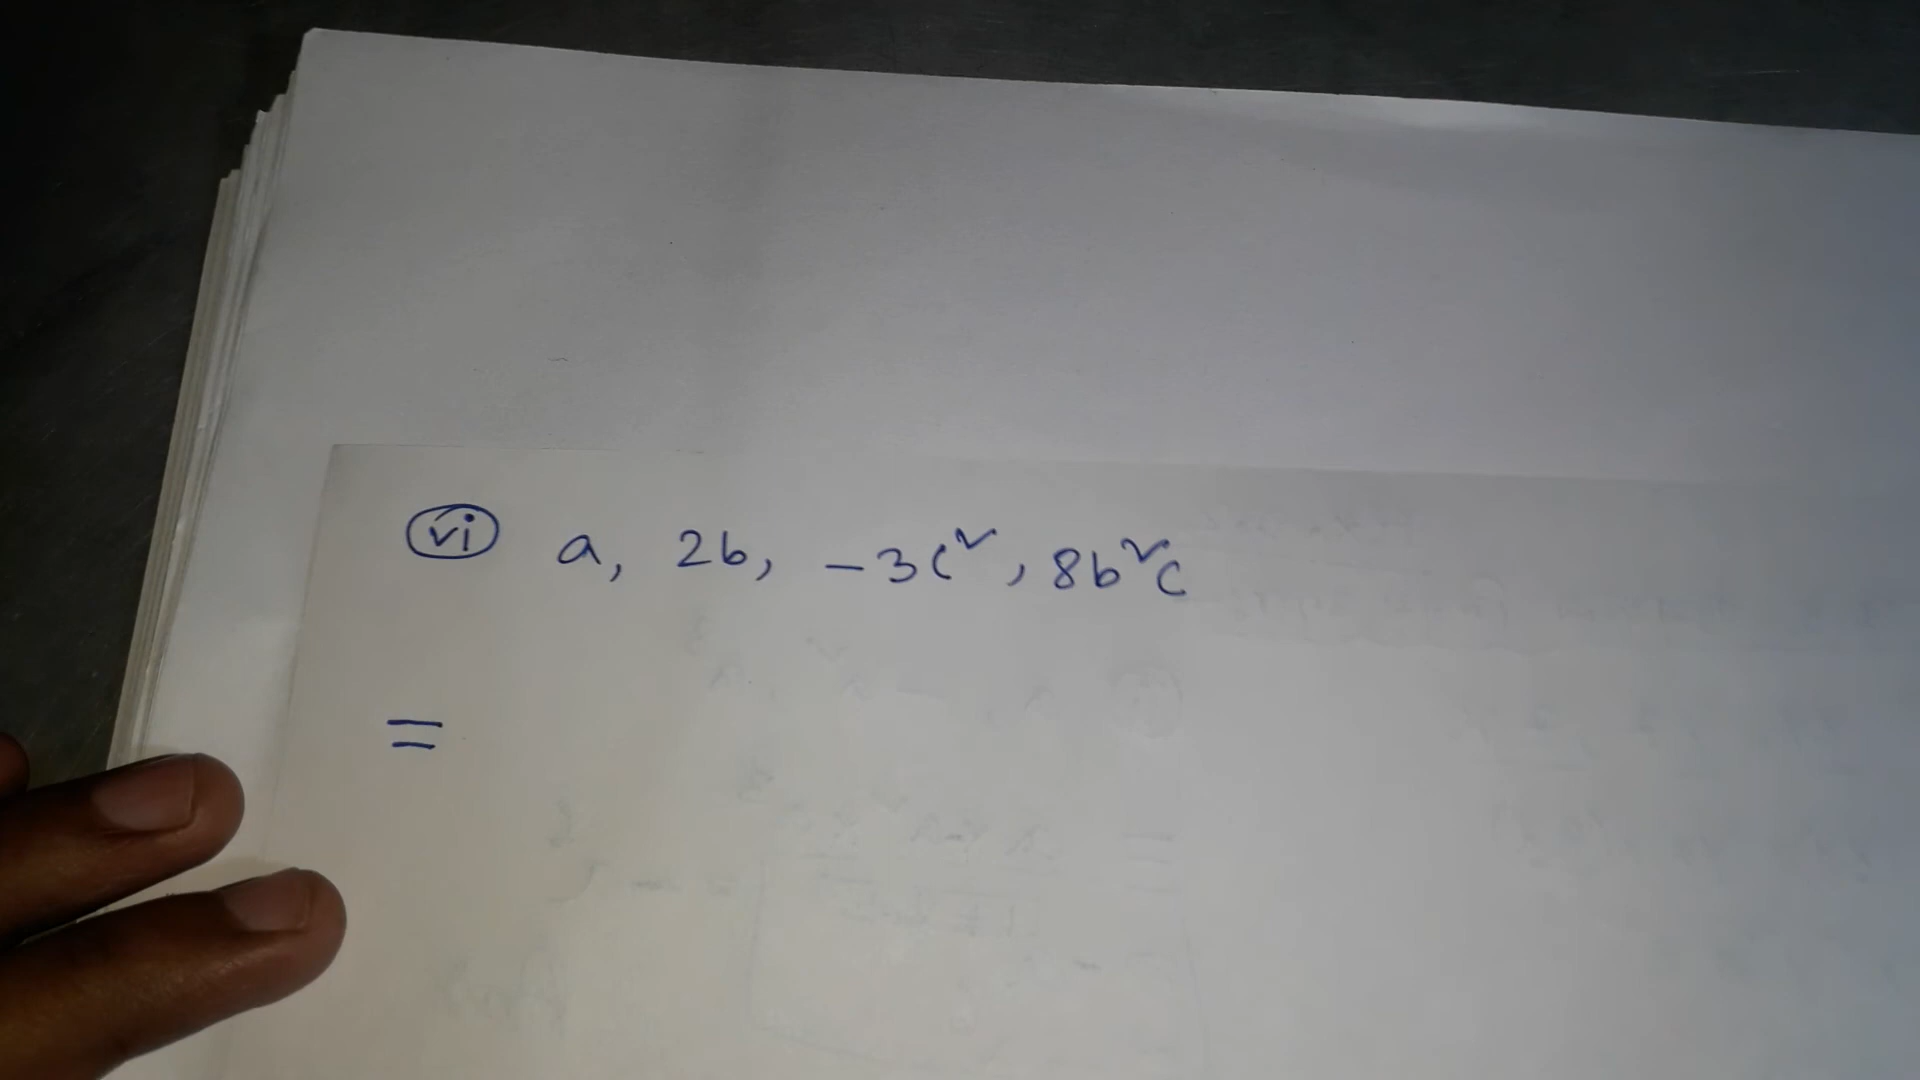 (vi) a, 2b, -3c², 8b²c
=